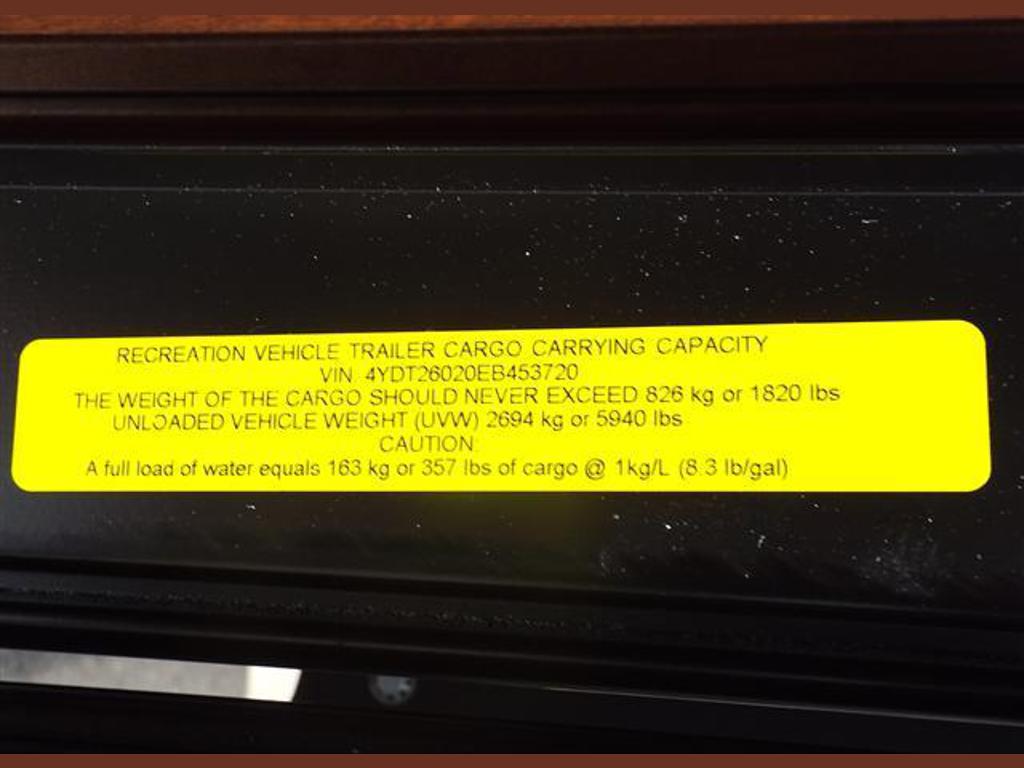 RECREATION VEHICLE TRAILER CARGO CARRYING CAPACITY
VIN 4YDT26020EB453720
THE WEIGHT OF THE CARGO SHOULD NEVER EXCEED 826 kg or 1820 lbs
UNLOADED VEHICLE WEIGHT (UVW) 2694 kg or 5940 lbs
CAUTION:
A full load of water equals 163 kg or 357 lbs of cargo @ 1kg/L (8.3 lb/gal)